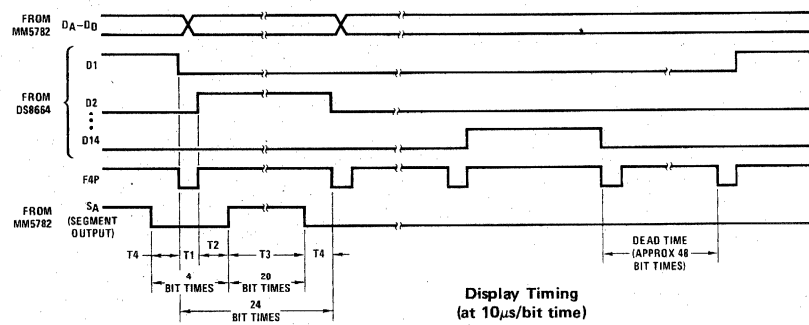 FROM
MM5782
DA–DD
FROM
DS8664
D1
D2
D14
F4P
FROM
MM5782
SA
(SEGMENT
OUTPUT)
T4
T1
T2
T3
T4
4
BIT TIMES
20
BIT TIMES
24
BIT TIMES
DEAD TIME
(APPROX 48
BIT TIMES)
Display Timing
(at 10μs/bit time)